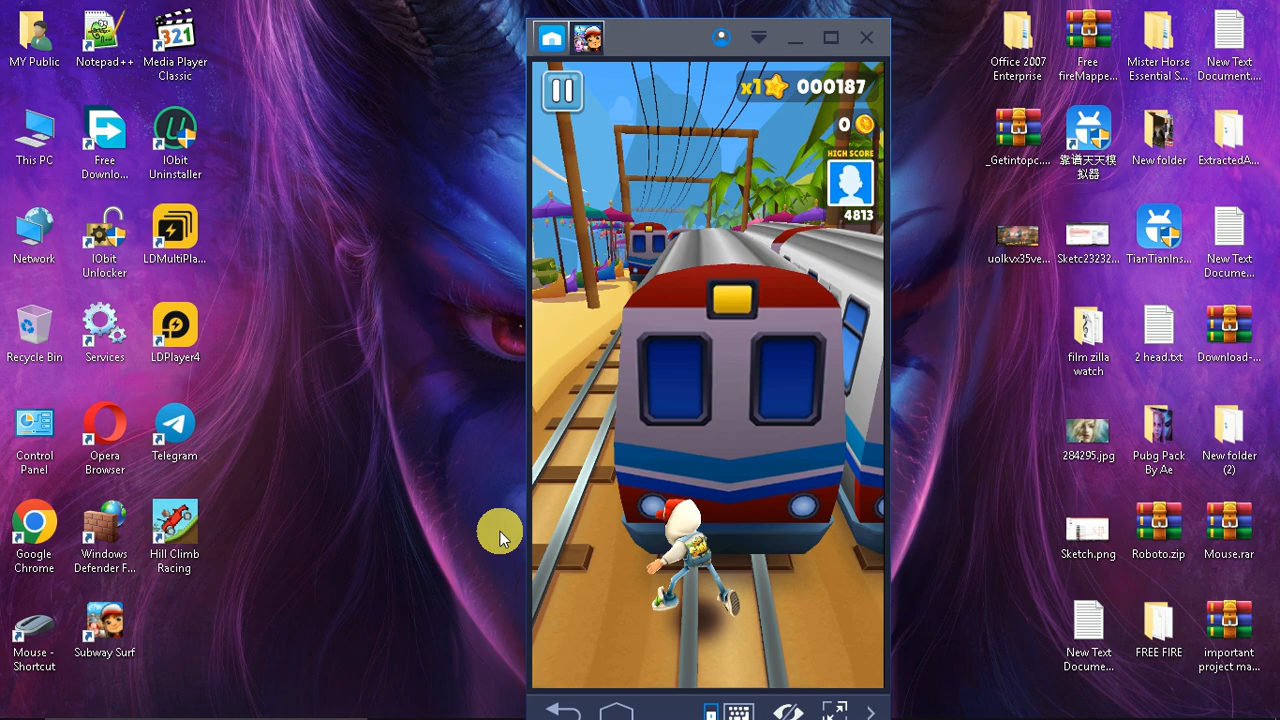 MY Public
Notepad++
Media Player
Classic
321
This PC
Free
Downlo...
IObit
Uninstaller
Network
IObit
Unlocker
LDMultiPla...
Recycle Bin
Services
LDPlayer4
Control
Panel
Opera
Browser
Telegram
Google
Chrome
Windows
Defender F...
Hill Climb
Racing
Mouse -
Shortcut
Subway Surf
x1
000187
0
HIGH SCORE
4813
Office 2007
Enterprise
Free
fireMappe...
Mister Horse
Essential S...
New Text
Document....
_Getintopc....
靠谱天天模
拟器
New folder
ExtractedA...
uolkvx35ve...
Sketc23232...
TianTianIns...
New Text
Docume...
film zilla
watch
2 head.txt
Download-...
284295.jpg
Pubg Pack
By Ae
New folder
(2)
Sketch.png
Roboto.zip
Mouse.rar
New Text
Docume...
FREE FIRE
important
project ma...